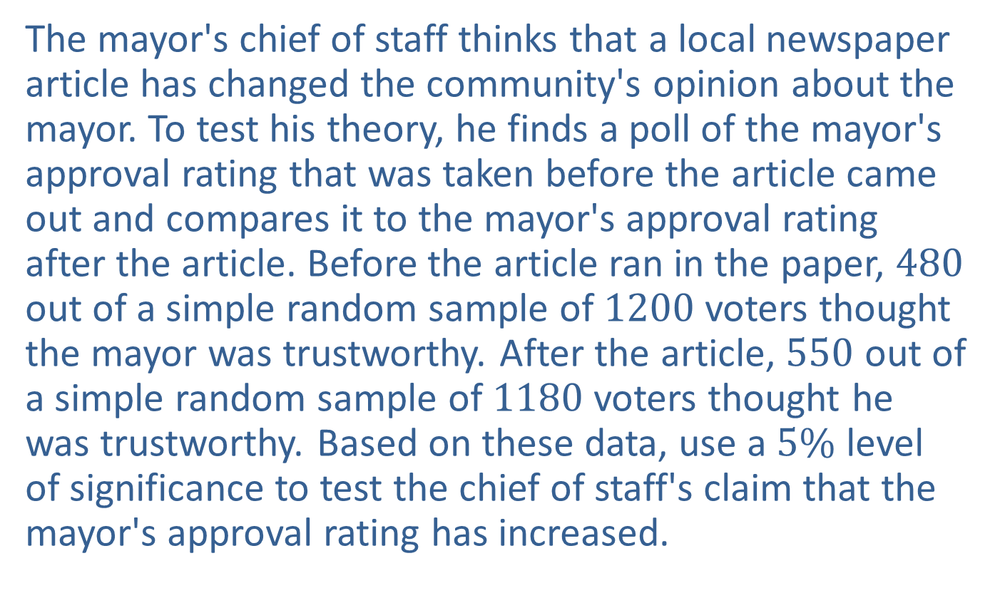 The mayor's chief of staff thinks that a local newspaper
article has changed the community's opinion about the
mayor. To test his theory, he finds a poll of the mayor's
approval rating that was taken before the article came
out and compares it to the mayor's approval rating
after the article. Before the article ran in the paper, 480
out of a simple random sample of 1200 voters thought
the mayor was trustworthy. After the article, 550 out of
a simple random sample of 1180 voters thought he
was trustworthy. Based on these data, use a 5% level
of significance to test the chief of staff's claim that the
mayor's approval rating has increased.